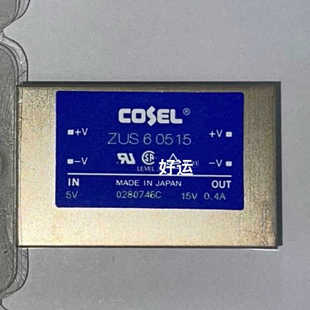 COSEL
+V ZUS 6 0515 +V
-V -V
LEVEL
好运
IN MADE IN JAPAN OUT
5V 0280746C 15V 0.4A